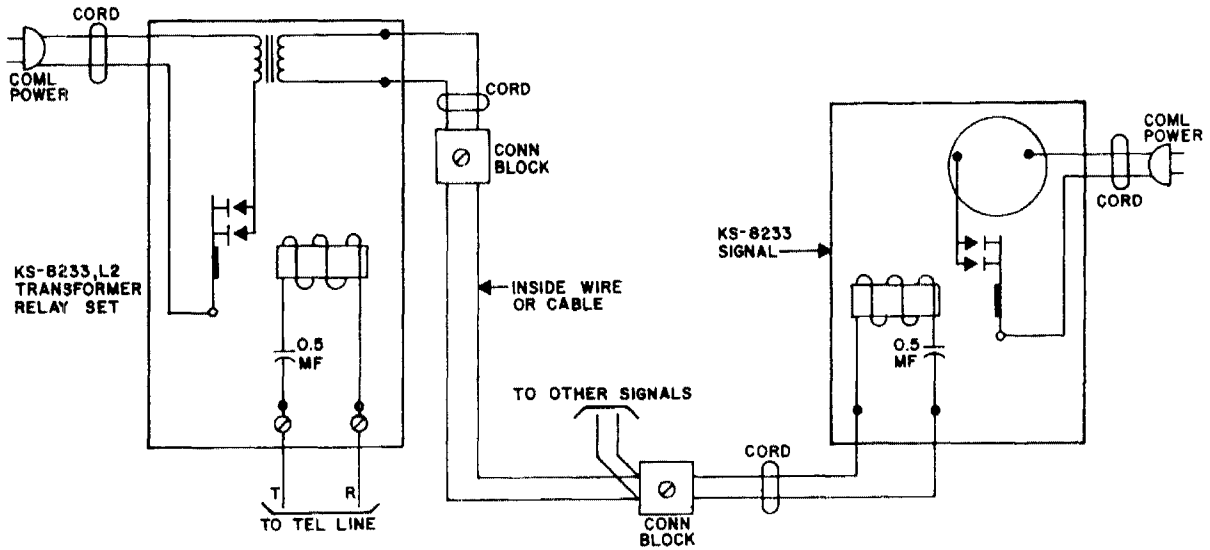 CORD
COML
POWER
CORD
CONN
BLOCK
COML
POWER
CORD
KS-8233
SIGNAL
KS-8233,L2
TRANSFORMER
RELAY SET
INSIDE WIRE
OR CABLE
0.5
MF
0.5
MF
TO OTHER SIGNALS
CORD
T
R
TO TEL LINE
CONN
BLOCK